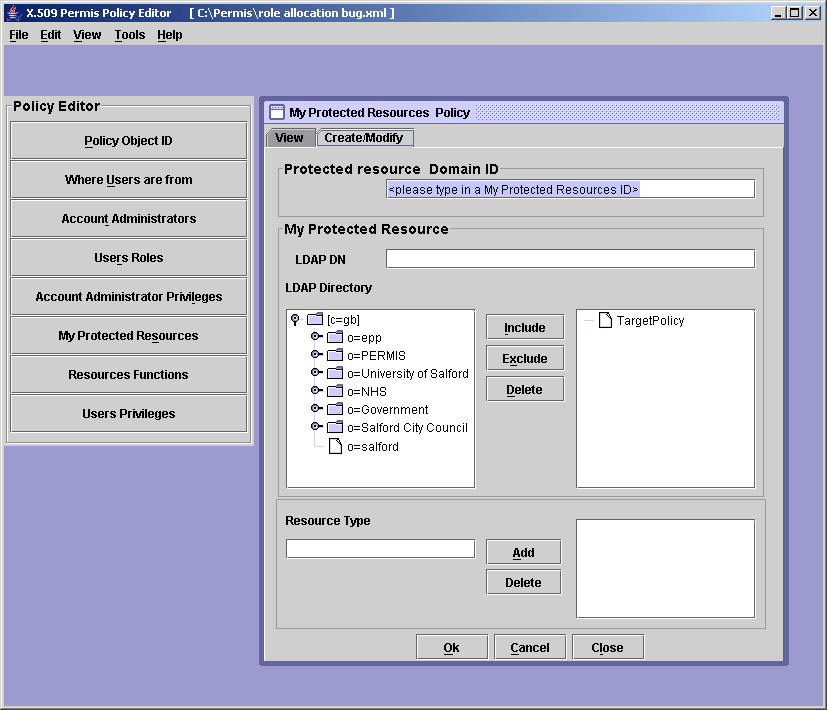 X.509 Permis Policy Editor [ C:\Permis\role allocation bug.xml ]
File Edit View Tools Help
Policy Editor
Policy Object ID
Where Users are from
Account Administrators
Users Roles
Account Administrator Privileges
My Protected Resources
Resources Functions
Users Privileges
My Protected Resources Policy
View Create/Modify
Protected resource Domain ID
<please type in a My Protected Resources ID>
My Protected Resource
LDAP DN
LDAP Directory
[c=gb]
o=epp
o=PERMIS
o=University of Salford
o=NHS
o=Government
o=Salford City Council
o=salford
Include
Exclude
Delete
TargetPolicy
Resource Type
Add
Delete
Ok Cancel Close